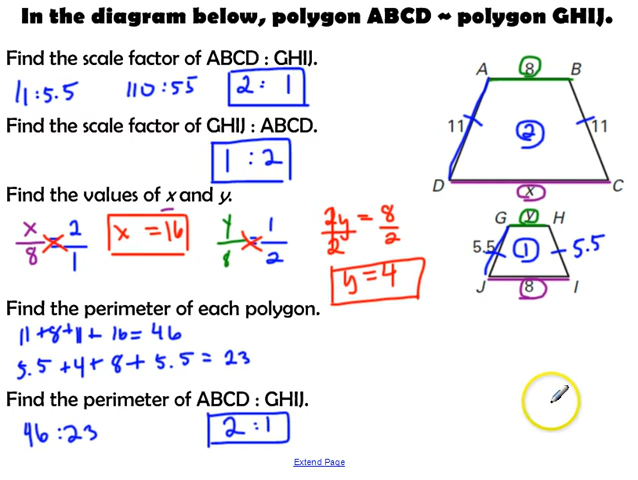 In the diagram below, polygon ABCD ~ polygon GHIJ.
Find the scale factor of ABCD : GHIJ.
11:5.5 110:55 2: 1
Find the scale factor of GHIJ : ABCD.
1 : 2
Find the values of x and y.
x/8 = 2/1 x = 16 y/8 = 1/2 2y/2 = 8/2
y=4
Find the perimeter of each polygon.
11+8+11+16=46
5.5+4+8+5.5=23
Find the perimeter of ABCD : GHIJ.
46:23 2:1
A 8 B
11 2 11
D x C
G y H
5.5 1 5.5
J 8 I
Extend Page